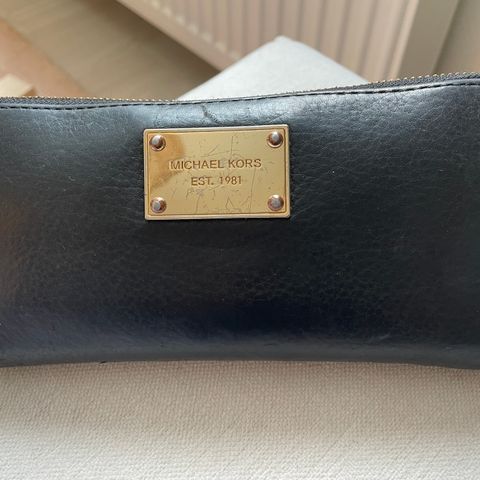 MICHAEL KORS
EST. 1981